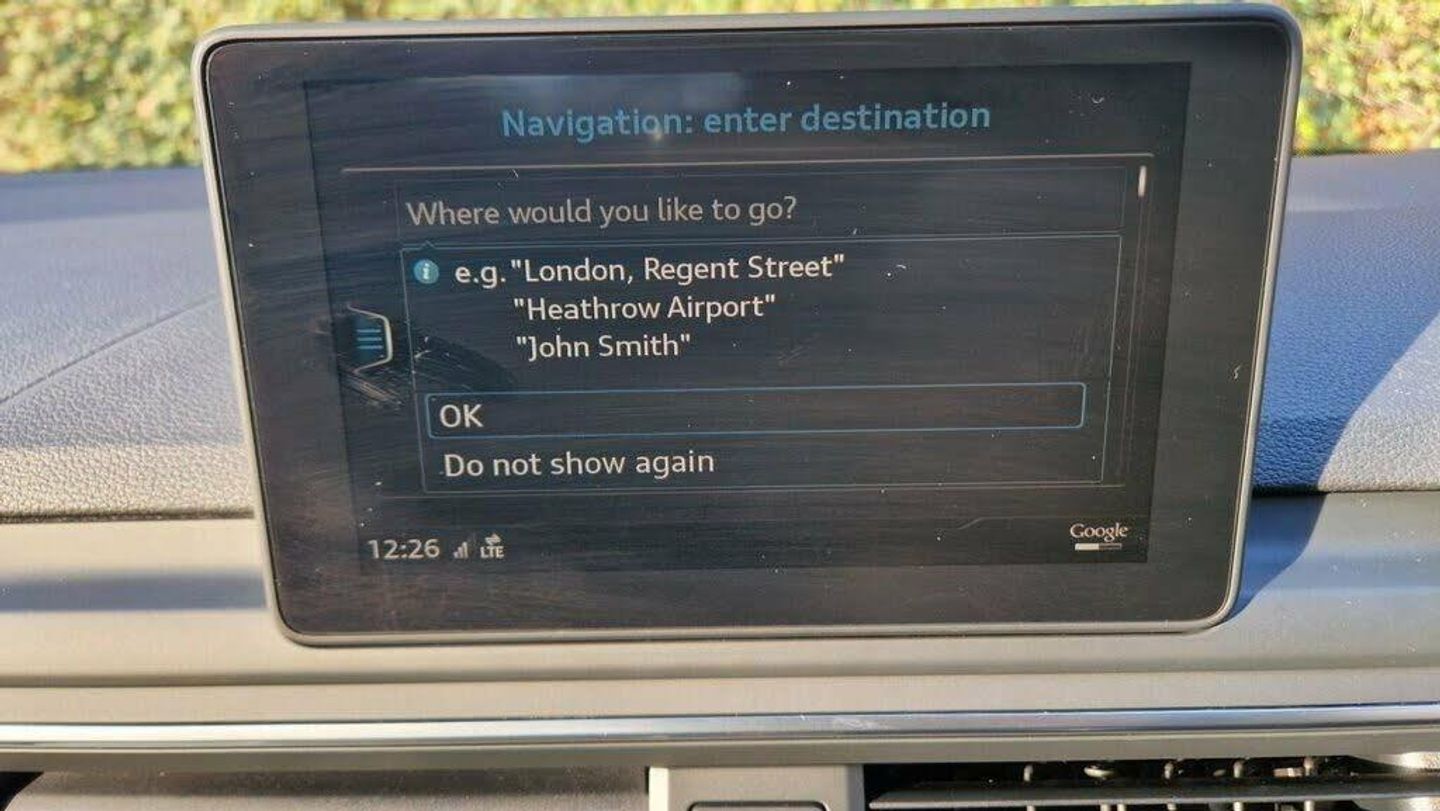 Navigation: enter destination
Where would you like to go?
i e.g. "London, Regent Street"
"Heathrow Airport"
"John Smith"
OK
Do not show again
12:26 LTE
Google